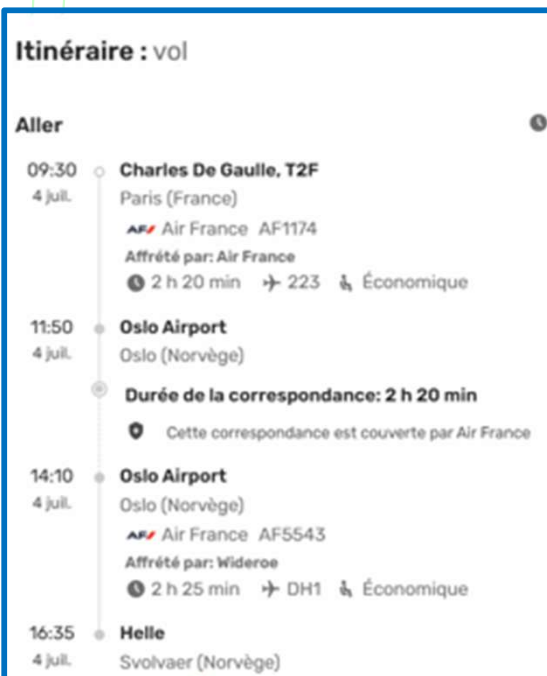 Itinéraire : vol
Aller
09:30 Charles De Gaulle, T2F
4 juil. Paris (France)
AF Air France AF1174
Affrété par: Air France
2 h 20 min 223 Économique
11:50 Oslo Airport
4 juil. Oslo (Norvège)
Durée de la correspondance: 2 h 20 min
Cette correspondance est couverte par Air France
14:10 Oslo Airport
4 juil. Oslo (Norvège)
AF Air France AF5543
Affrété par: Wideroe
2 h 25 min DH1 Économique
16:35 Helle
4 juil. Svolvaer (Norvège)